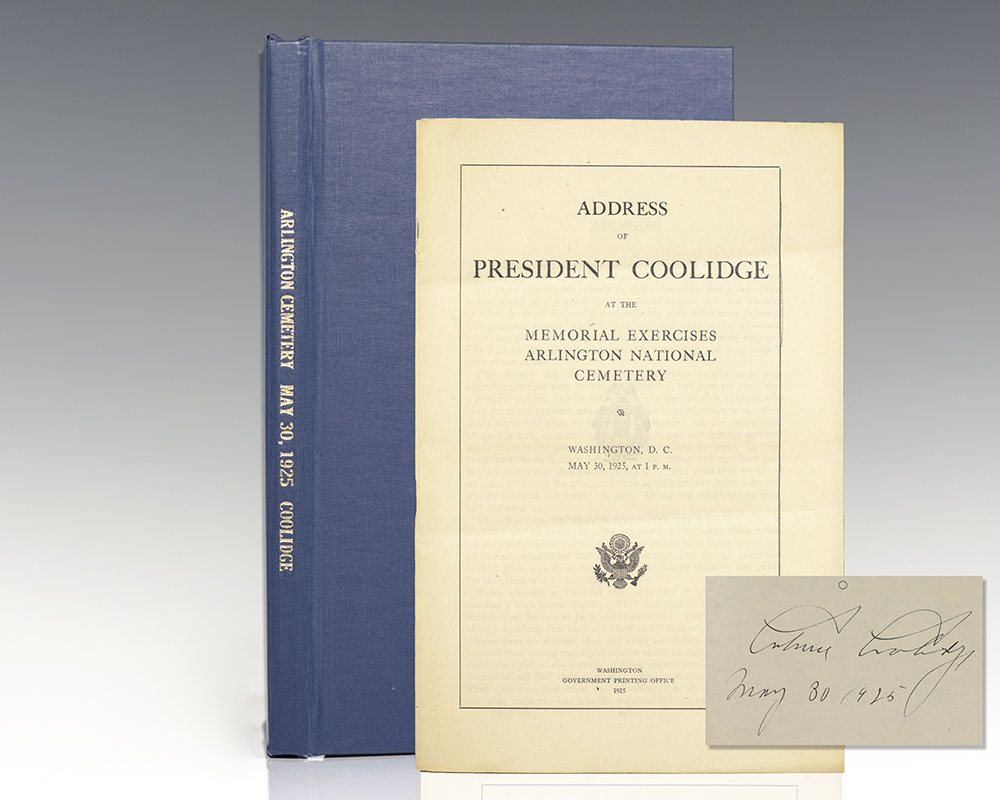 ARLINGTON CEMETERY MAY 30, 1925 COOLIDGE
ADDRESS
OF
PRESIDENT COOLIDGE
AT THE
MEMORIAL EXERCISES
ARLINGTON NATIONAL
CEMETERY
WASHINGTON, D. C.
MAY 30, 1925, AT 1 P. M.
WASHINGTON
GOVERNMENT PRINTING OFFICE
1925
Calvin Coolidge
May 30 1925